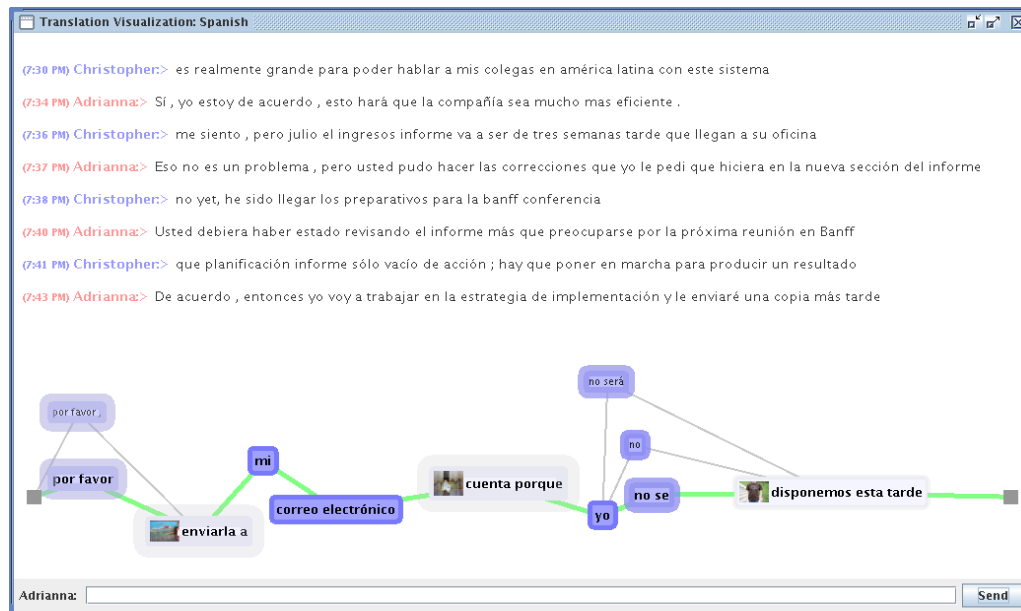 Translation Visualization: Spanish
(7:30 PM) Christopher:> es realmente grande para poder hablar a mis colegas en américa latina con este sistema
(7:34 PM) Adrianna:> Sí , yo estoy de acuerdo , esto hará que la compañía sea mucho mas eficiente .
(7:36 PM) Christopher:> me siento , pero julio el ingresos informe va a ser de tres semanas tarde que llegan a su oficina
(7:37 PM) Adrianna:> Eso no es un problema , pero usted pudo hacer las correcciones que yo le pedi que hiciera en la nueva sección del informe
(7:38 PM) Christopher:> no yet, he sido llegar los preparativos para la banff conferencia
(7:40 PM) Adrianna:> Usted debiera haber estado revisando el informe más que preocuparse por la próxima reunión en Banff
(7:41 PM) Christopher:> que planificación informe sólo vacío de acción ; hay que poner en marcha para producir un resultado
(7:43 PM) Adrianna:> De acuerdo , entonces yo voy a trabajar en la estrategia de implementación y le enviaré una copia más tarde
no será
por favor ,
no
mi
por favor
cuenta porque
no se
disponemos esta tarde
correo electrónico
yo
enviarla a
Adrianna:
Send